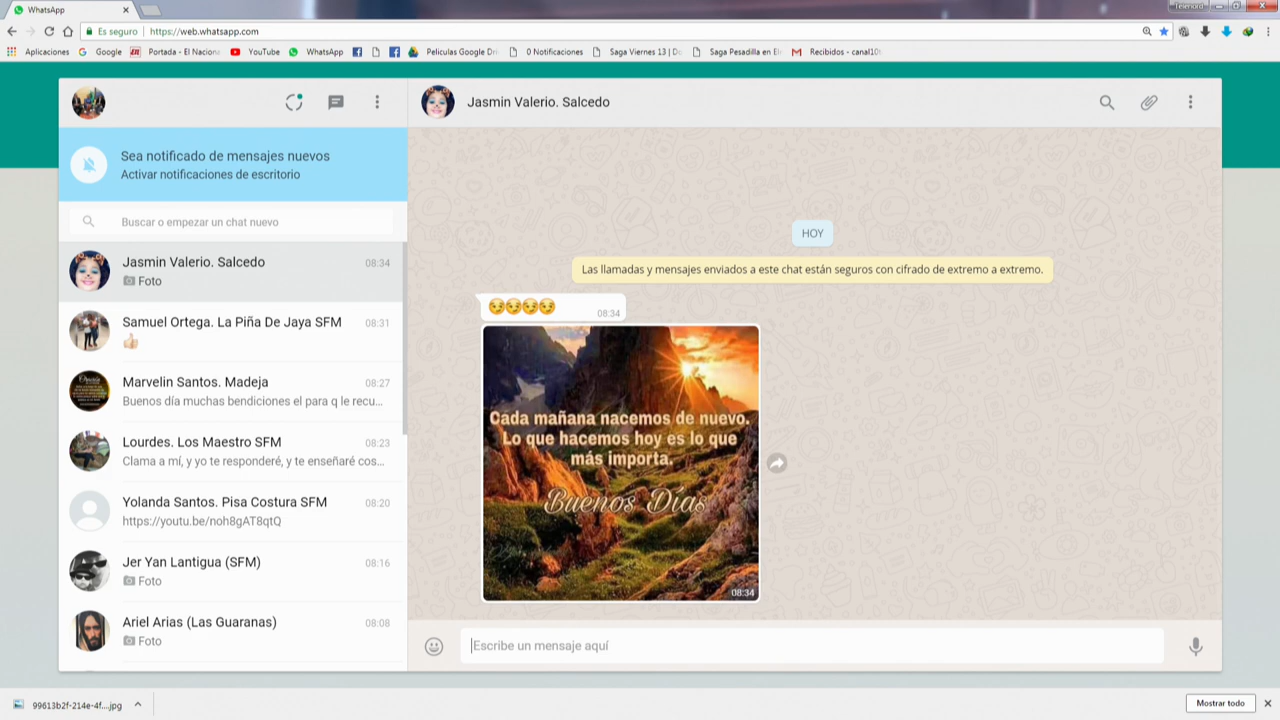 WhatsApp
Telenord
Es seguro
https://web.whatsapp.com
Aplicaciones
Google
Portada - El Naciona
YouTube
WhatsApp
Peliculas Google Dri
0 Notificaciones
Saga Viernes 13 | Do
Saga Pesadilla en El
Recibidos - canal10
Jasmin Valerio. Salcedo
Sea notificado de mensajes nuevos
Activar notificaciones de escritorio
Buscar o empezar un chat nuevo
Jasmin Valerio. Salcedo
08:34
Foto
Samuel Ortega. La Piña De Jaya SFM
08:31
Marvelin Santos. Madeja
08:27
Buenos día muchas bendiciones el para q le recu...
Lourdes. Los Maestro SFM
08:23
Clama a mí, y yo te responderé, y te enseñaré cos...
Yolanda Santos. Pisa Costura SFM
08:20
https://youtu.be/noh8gAT8qtQ
Jer Yan Lantigua (SFM)
08:16
Foto
Ariel Arias (Las Guaranas)
08:08
Foto
HOY
Las llamadas y mensajes enviados a este chat están seguros con cifrado de extremo a extremo.
08:34
Cada mañana nacemos de nuevo.
Lo que hacemos hoy es lo que
más importa.
Buenos Días
08:34
Escribe un mensaje aquí
99613b2f-214e-4f....jpg
Mostrar todo